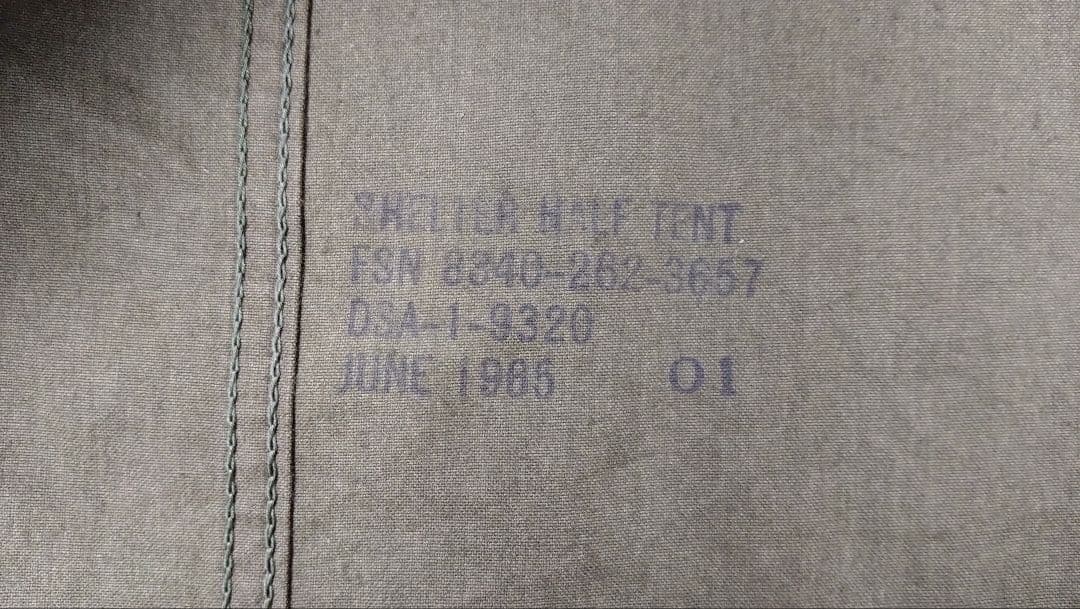 SHELTER HALF TENT
FSN 8340-262-3657
DSA-1-9320
JUNE 1965 01